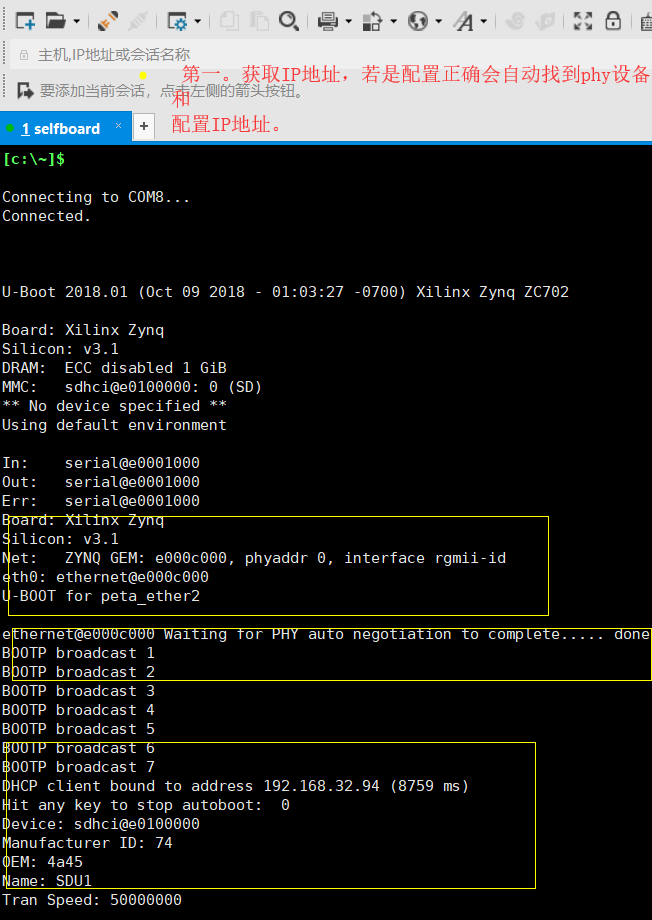 主机,IP地址或会话名称
第一。获取IP地址，若是配置正确会自动找到phy设备
和
配置IP地址。
要添加当前会话，点击左侧的箭头按钮。
1 selfboard
[c:\~]$
Connecting to COM8...
Connected.
U-Boot 2018.01 (Oct 09 2018 - 01:03:27 -0700) Xilinx Zynq ZC702
Board: Xilinx Zynq
Silicon: v3.1
DRAM:  ECC disabled 1 GiB
MMC:   sdhci@e0100000: 0 (SD)
** No device specified **
Using default environment
In:    serial@e0001000
Out:   serial@e0001000
Err:   serial@e0001000
Board: Xilinx Zynq
Silicon: v3.1
Net:   ZYNQ GEM: e000c000, phyaddr 0, interface rgmii-id
eth0: ethernet@e000c000
U-BOOT for peta_ether2
ethernet@e000c000 Waiting for PHY auto negotiation to complete..... done
BOOTP broadcast 1
BOOTP broadcast 2
BOOTP broadcast 3
BOOTP broadcast 4
BOOTP broadcast 5
BOOTP broadcast 6
BOOTP broadcast 7
DHCP client bound to address 192.168.32.94 (8759 ms)
Hit any key to stop autoboot:  0
Device: sdhci@e0100000
Manufacturer ID: 74
OEM: 4a45
Name: SDU1
Tran Speed: 50000000